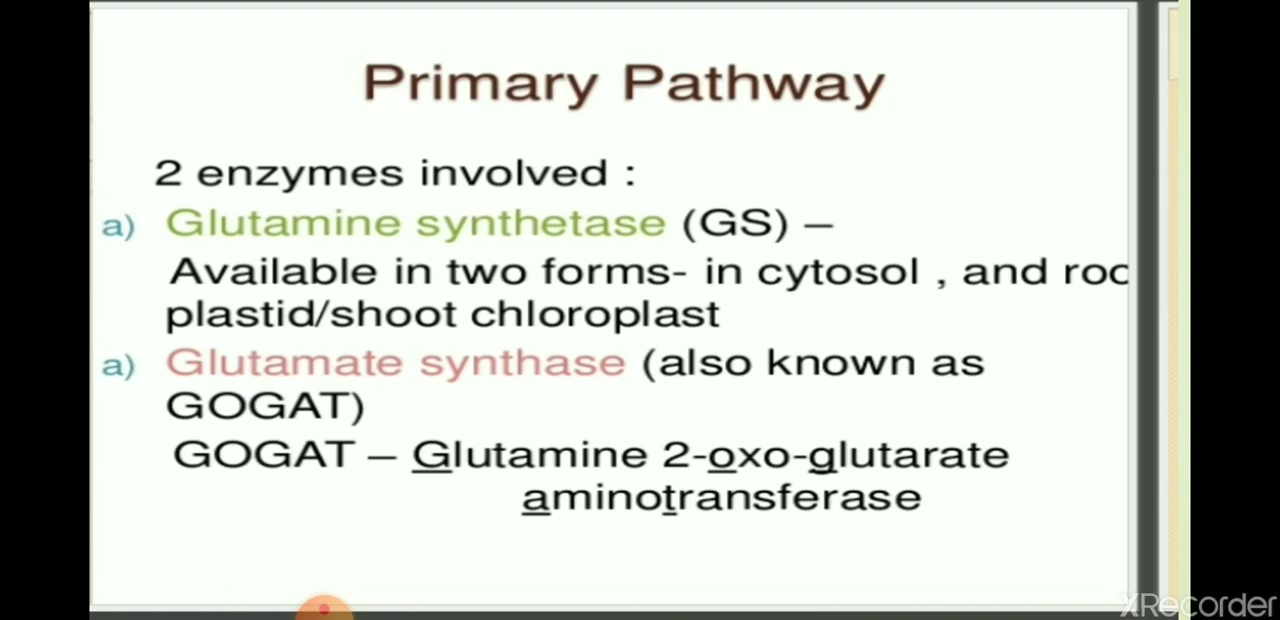 Primary Pathway
2 enzymes involved :
a) Glutamine synthetase (GS) –
Available in two forms- in cytosol , and
plastid/shoot chloroplast
a) Glutamate synthase (also known as
GOGAT)
GOGAT – Glutamine 2-oxo-glutarate
aminotransferase
XRecorder